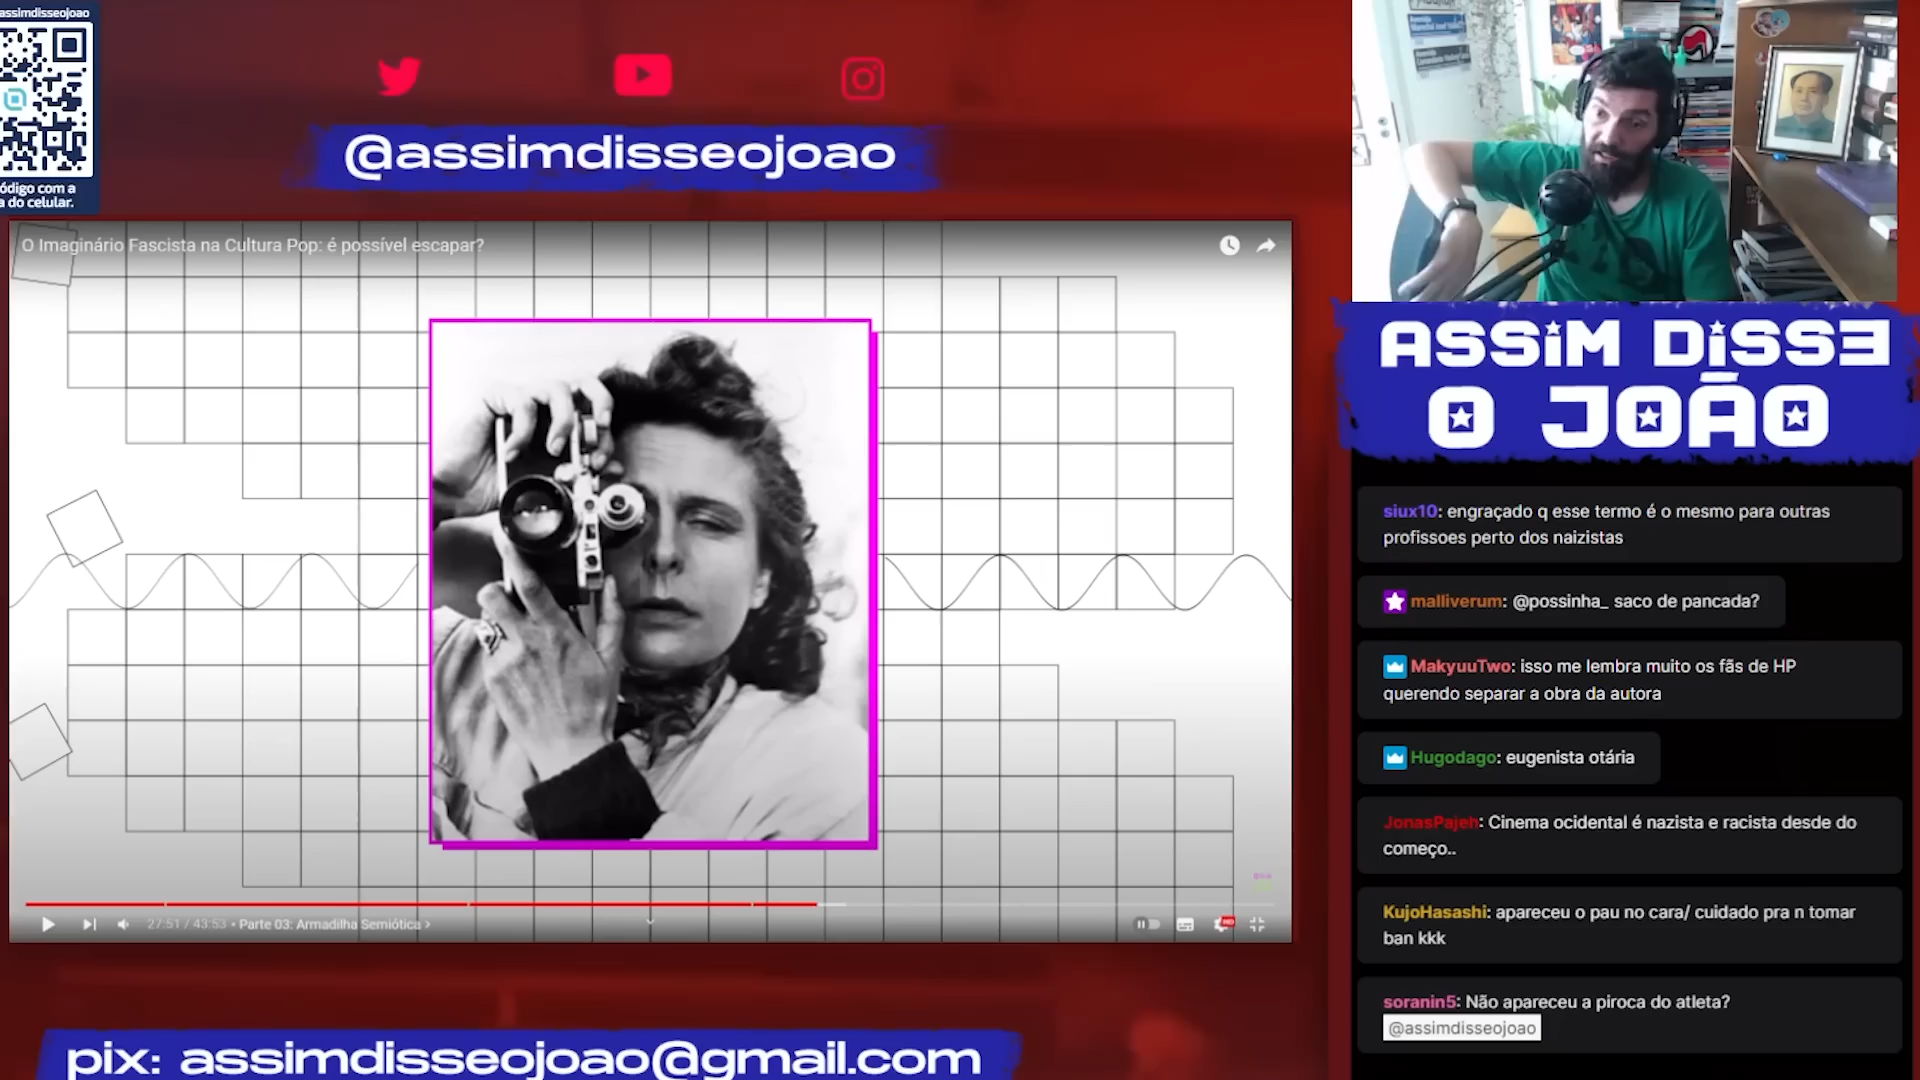 assimdisseojoao
ódigo com a
a do celular.
@assimdisseojoao
O Imaginário Fascista na Cultura Pop: é possível escapar?
27:51 / 43:53 • Parte 03: Armadilha Semiótica >
HD
pix: assimdisseojoao@gmail.com
ASSiM DiSSE
O JOÃO
siux10: engraçado q esse termo é o mesmo para outras
profissoes perto dos naizistas
malliverum: @possinha_ saco de pancada?
MakyuuTwo: isso me lembra muito os fãs de HP
querendo separar a obra da autora
Hugodago: eugenista otária
JonasPajeh: Cinema ocidental é nazista e racista desde do
começo..
KujoHasashi: apareceu o pau no cara/ cuidado pra n tomar
ban kkk
soranin5: Não apareceu a piroca do atleta?
@assimdisseojoao